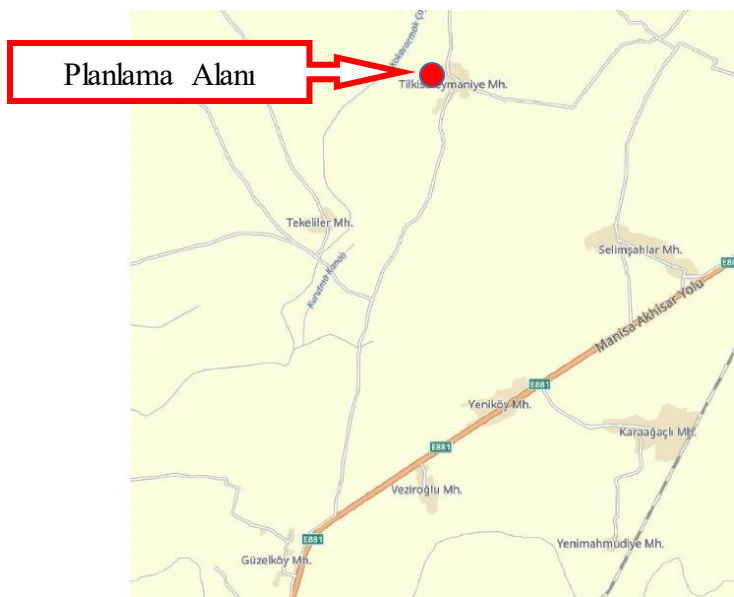 Planlama Alanı
Tilkisüleymaniye Mh.
Tekeliler Mh.
Selimşahlar Mh.
Kurutma Kanalı
E881
Manisa Akhisar Yolu
E881
Yeniköy Mh.
Karaağaçlı Mh.
E881
Veziroğlu Mh.
E881
Yenimahmudiye Mh.
Güzelköy Mh.